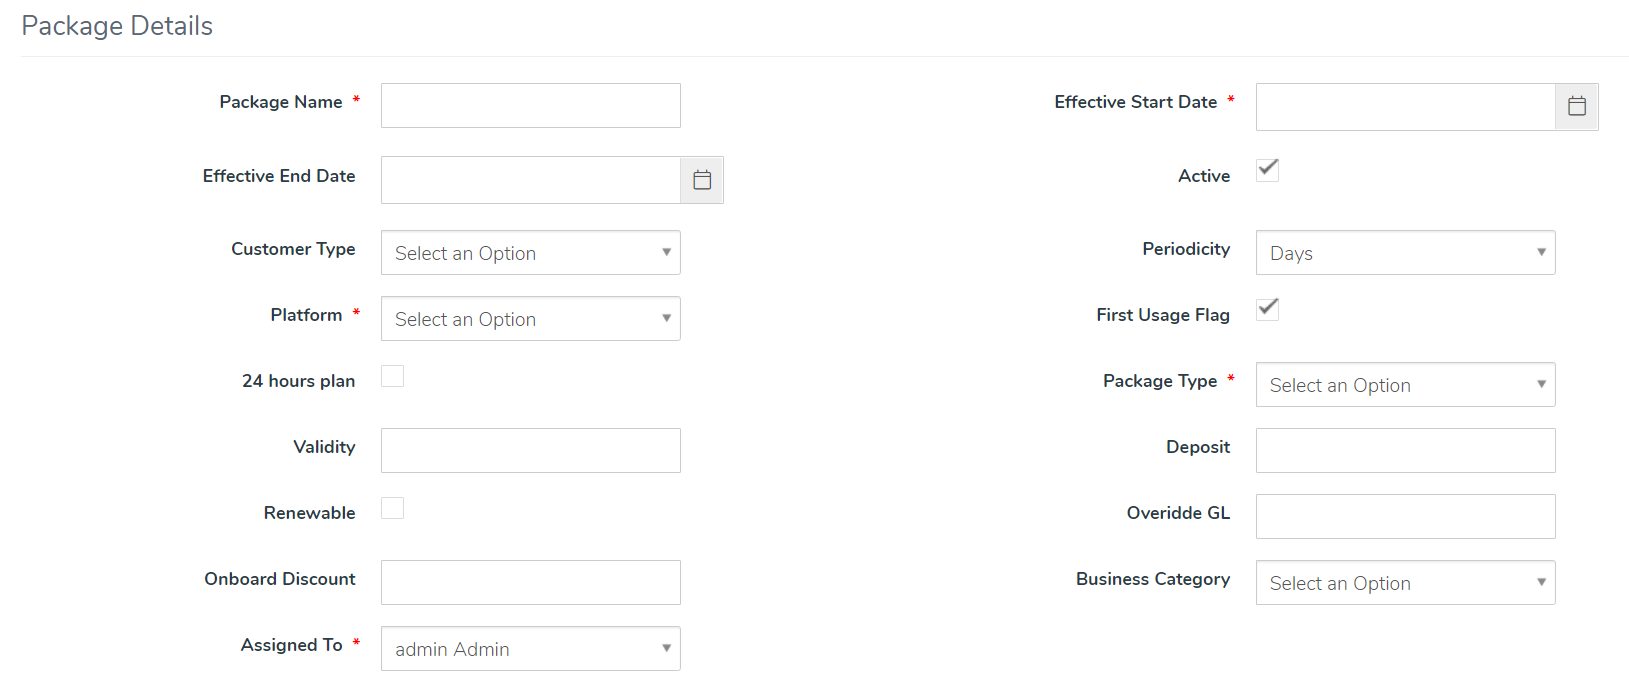 Package Details
Package Name *
Effective Start Date *
Effective End Date
Active
Customer Type Select an Option
Periodicity Days
Platform * Select an Option
First Usage Flag
24 hours plan
Package Type * Select an Option
Validity
Deposit
Renewable
Overidde GL
Onboard Discount
Business Category Select an Option
Assigned To * admin Admin